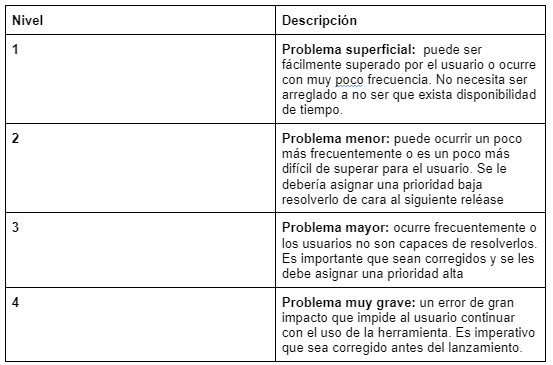 Nivel Descripción
1 Problema superficial: puede ser
fácilmente superado por el usuario o ocurre
con muy poco frecuencia. No necesita ser
arreglado a no ser que exista disponibilidad
de tiempo.
2 Problema menor: puede ocurrir un poco
más frecuentemente o es un poco más
difícil de superar para el usuario. Se le
debería asignar una prioridad baja
resolverlo de cara al siguiente reléase
3 Problema mayor: ocurre frecuentemente o
los usuarios no son capaces de resolverlos.
Es importante que sean corregidos y se les
debe asignar una prioridad alta
4 Problema muy grave: un error de gran
impacto que impide al usuario continuar
con el uso de la herramienta. Es imperativo
que sea corregido antes del lanzamiento.